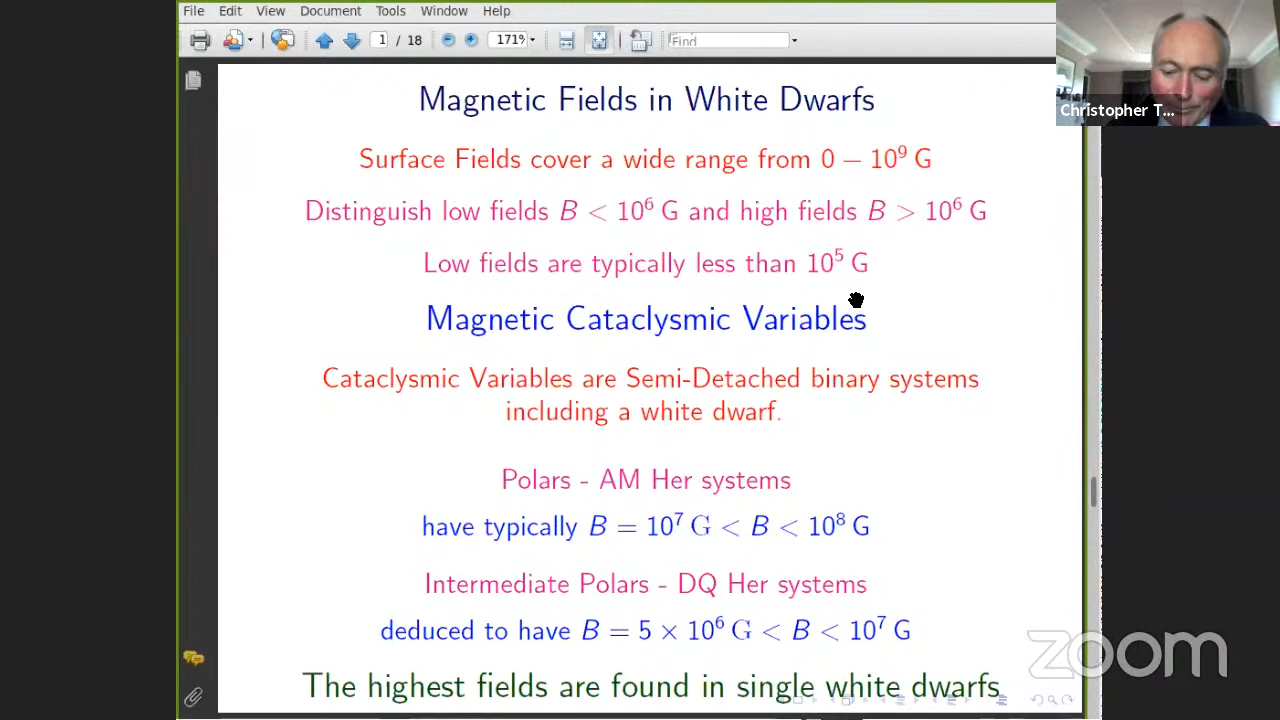 File Edit View Document Tools Window Help
1 / 18 171% Find
Christopher T...
Magnetic Fields in White Dwarfs
Surface Fields cover a wide range from 0 − 10⁹ G
Distinguish low fields B < 10⁶ G and high fields B > 10⁶ G
Low fields are typically less than 10⁵ G
Magnetic Cataclysmic Variables
Cataclysmic Variables are Semi-Detached binary systems
including a white dwarf.
Polars - AM Her systems
have typically B = 10⁷ G < B < 10⁸ G
Intermediate Polars - DQ Her systems
deduced to have B = 5 × 10⁶ G < B < 10⁷ G
zoom
The highest fields are found in single white dwarfs